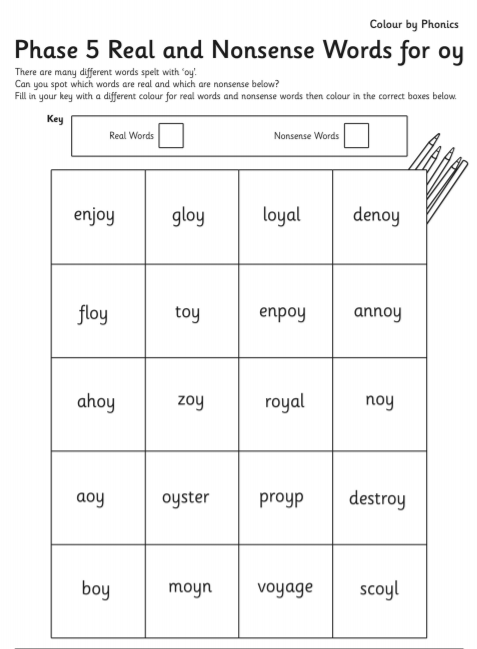 Colour by Phonics
Phase 5 Real and Nonsense Words for oy
There are many different words spelt with 'oy'.
Can you spot which words are real and which are nonsense below?
Fill in your key with a different colour for real words and nonsense words then colour in the correct boxes below.
Key
Real Words Nonsense Words
enjoy gloy loyal denoy
floy toy enpoy annoy
ahoy zoy royal noy
aoy oyster proyp destroy
boy moyn voyage scoyl